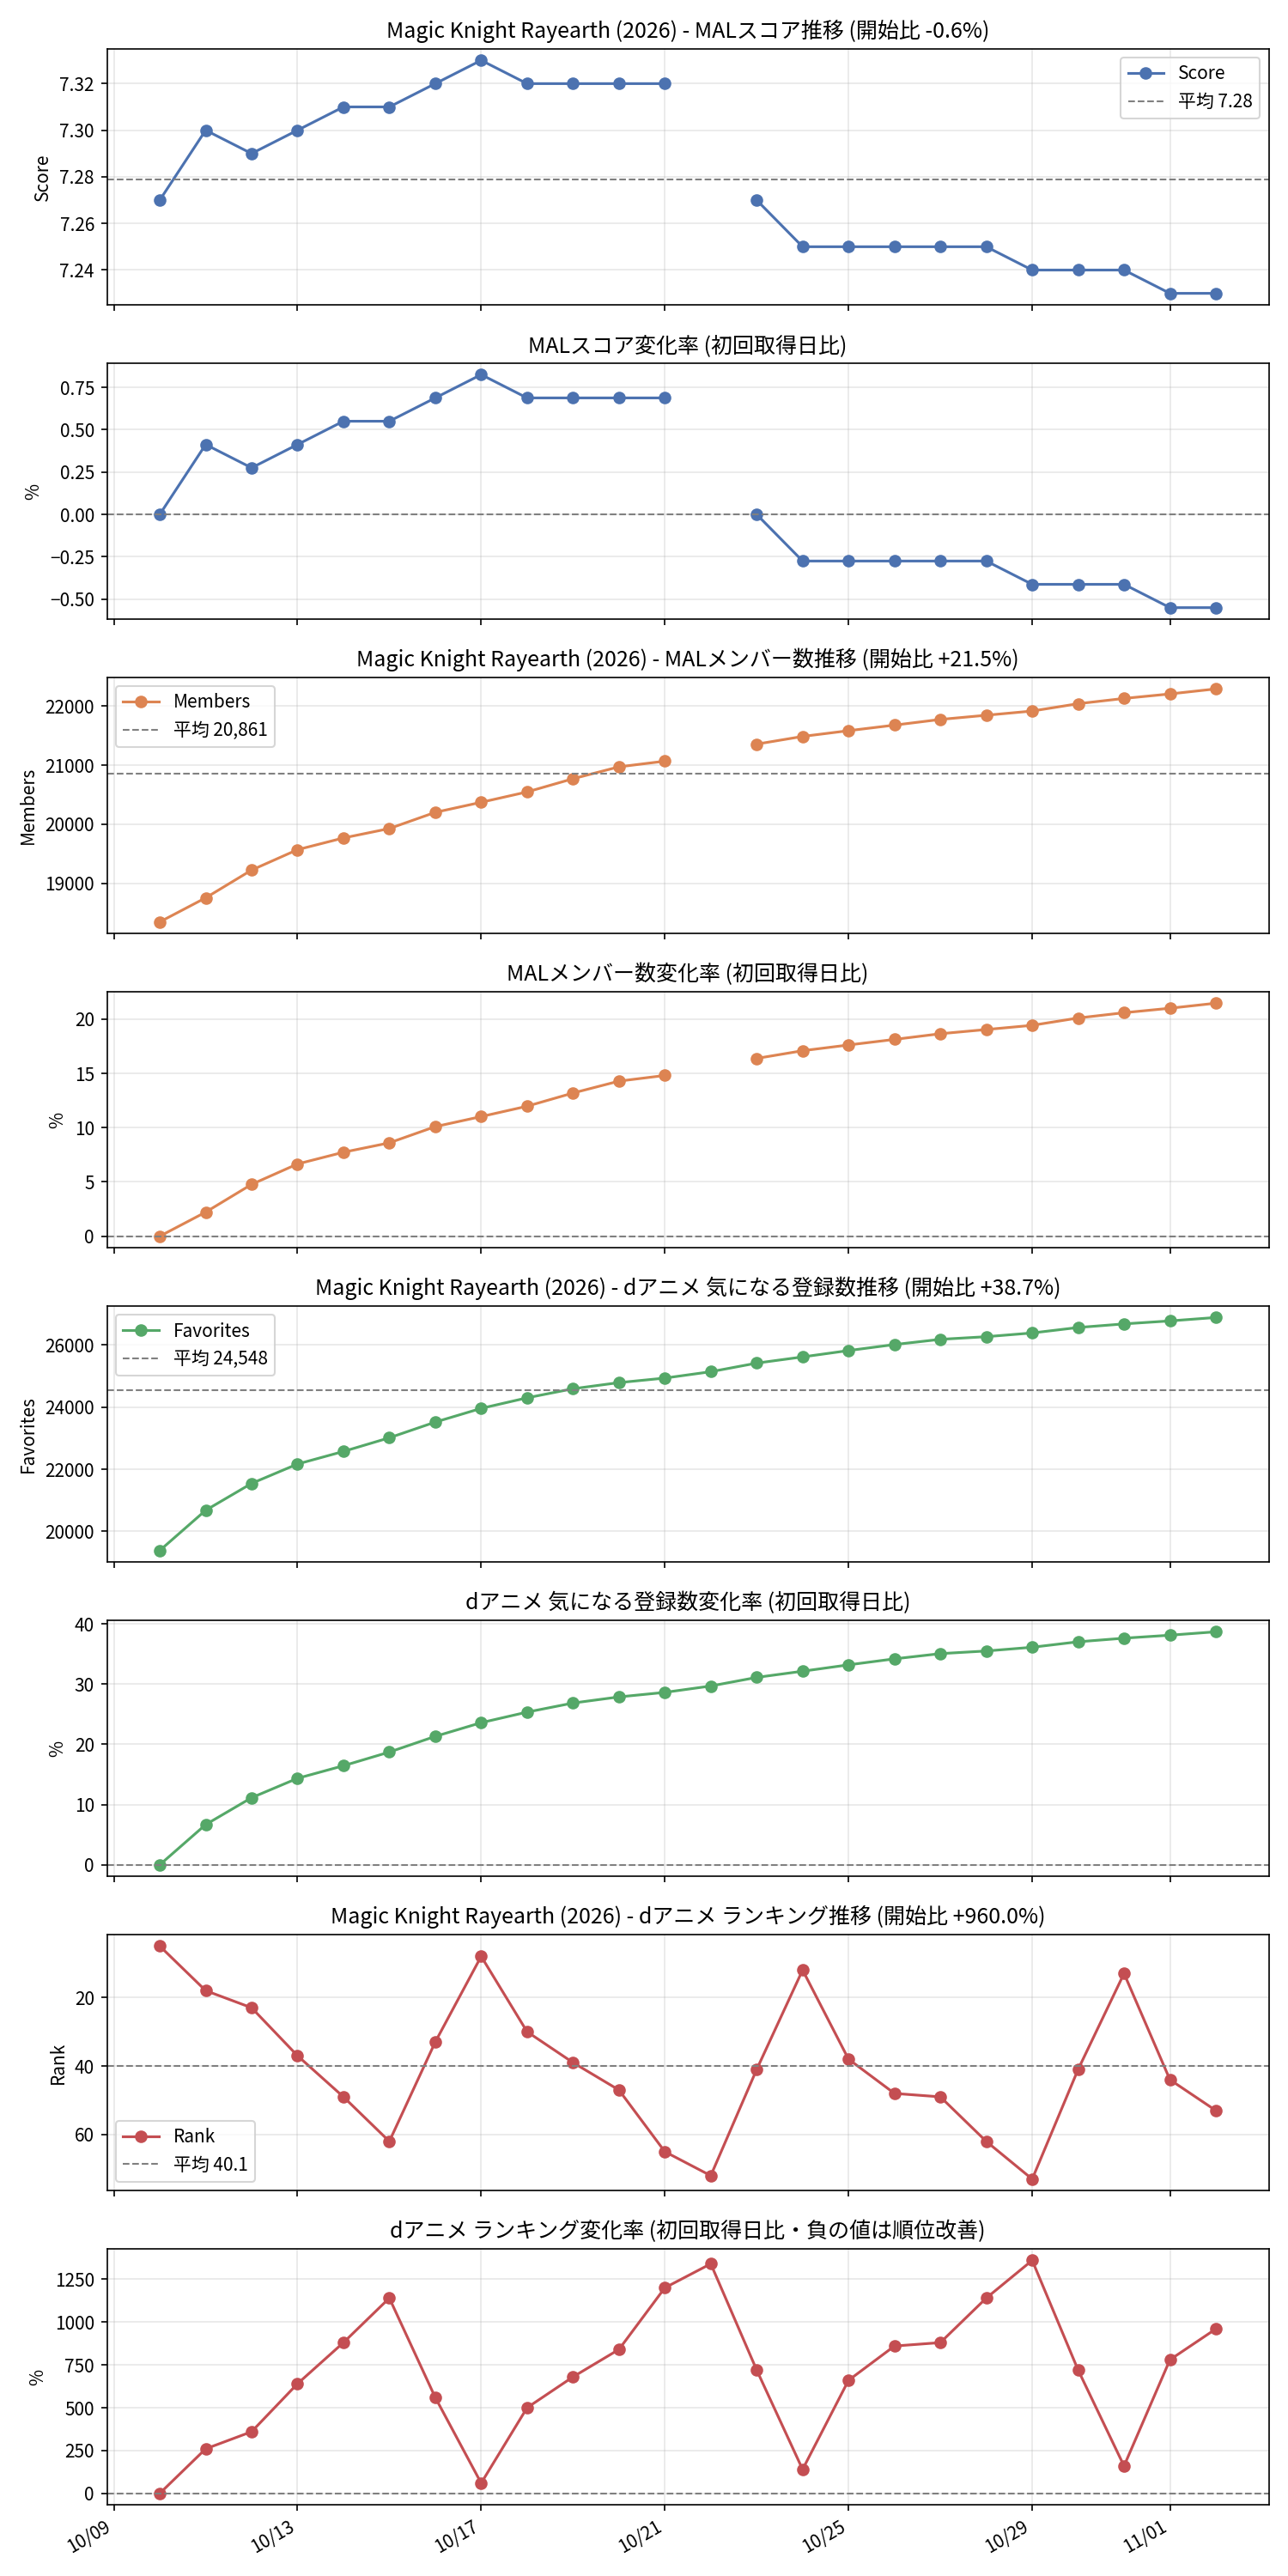 Magic Knight Rayearth (2026) - MALスコア推移 (開始比 -0.6%)
Score
7.32
7.30
7.28
7.26
7.24
Score
平均 7.28
MALスコア変化率 (初回取得日比)
%
0.75
0.50
0.25
0.00
−0.25
−0.50
Magic Knight Rayearth (2026) - MALメンバー数推移 (開始比 +21.5%)
Members
22000
21000
20000
19000
Members
平均 20,861
MALメンバー数変化率 (初回取得日比)
%
20
15
10
5
0
Magic Knight Rayearth (2026) - dアニメ 気になる登録数推移 (開始比 +38.7%)
Favorites
26000
24000
22000
20000
Favorites
平均 24,548
dアニメ 気になる登録数変化率 (初回取得日比)
%
40
30
20
10
0
Magic Knight Rayearth (2026) - dアニメ ランキング推移 (開始比 +960.0%)
Rank
20
40
60
Rank
平均 40.1
dアニメ ランキング変化率 (初回取得日比・負の値は順位改善)
%
1250
1000
750
500
250
0
10/09
10/13
10/17
10/21
10/25
10/29
11/01